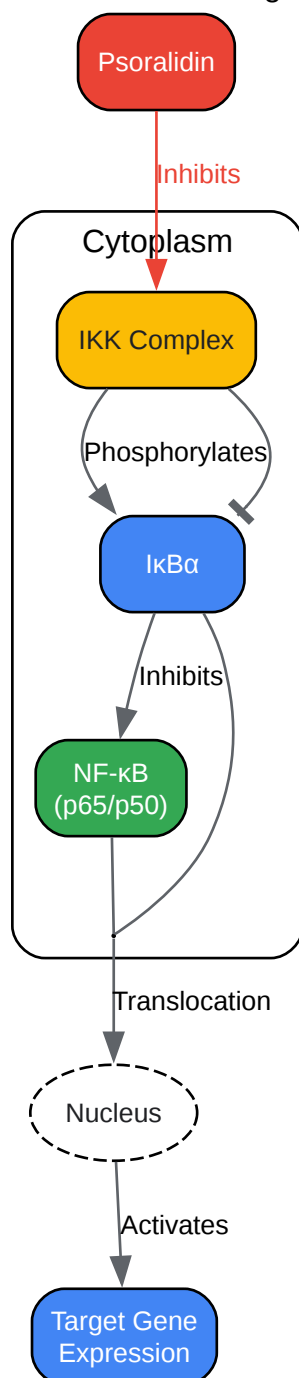 Psoralidin
Inhibits
Cytoplasm
IKK Complex
Phosphorylates
IκBα
Inhibits
NF-κB
(p65/p50)
Translocation
Nucleus
Activates
Target Gene
Expression